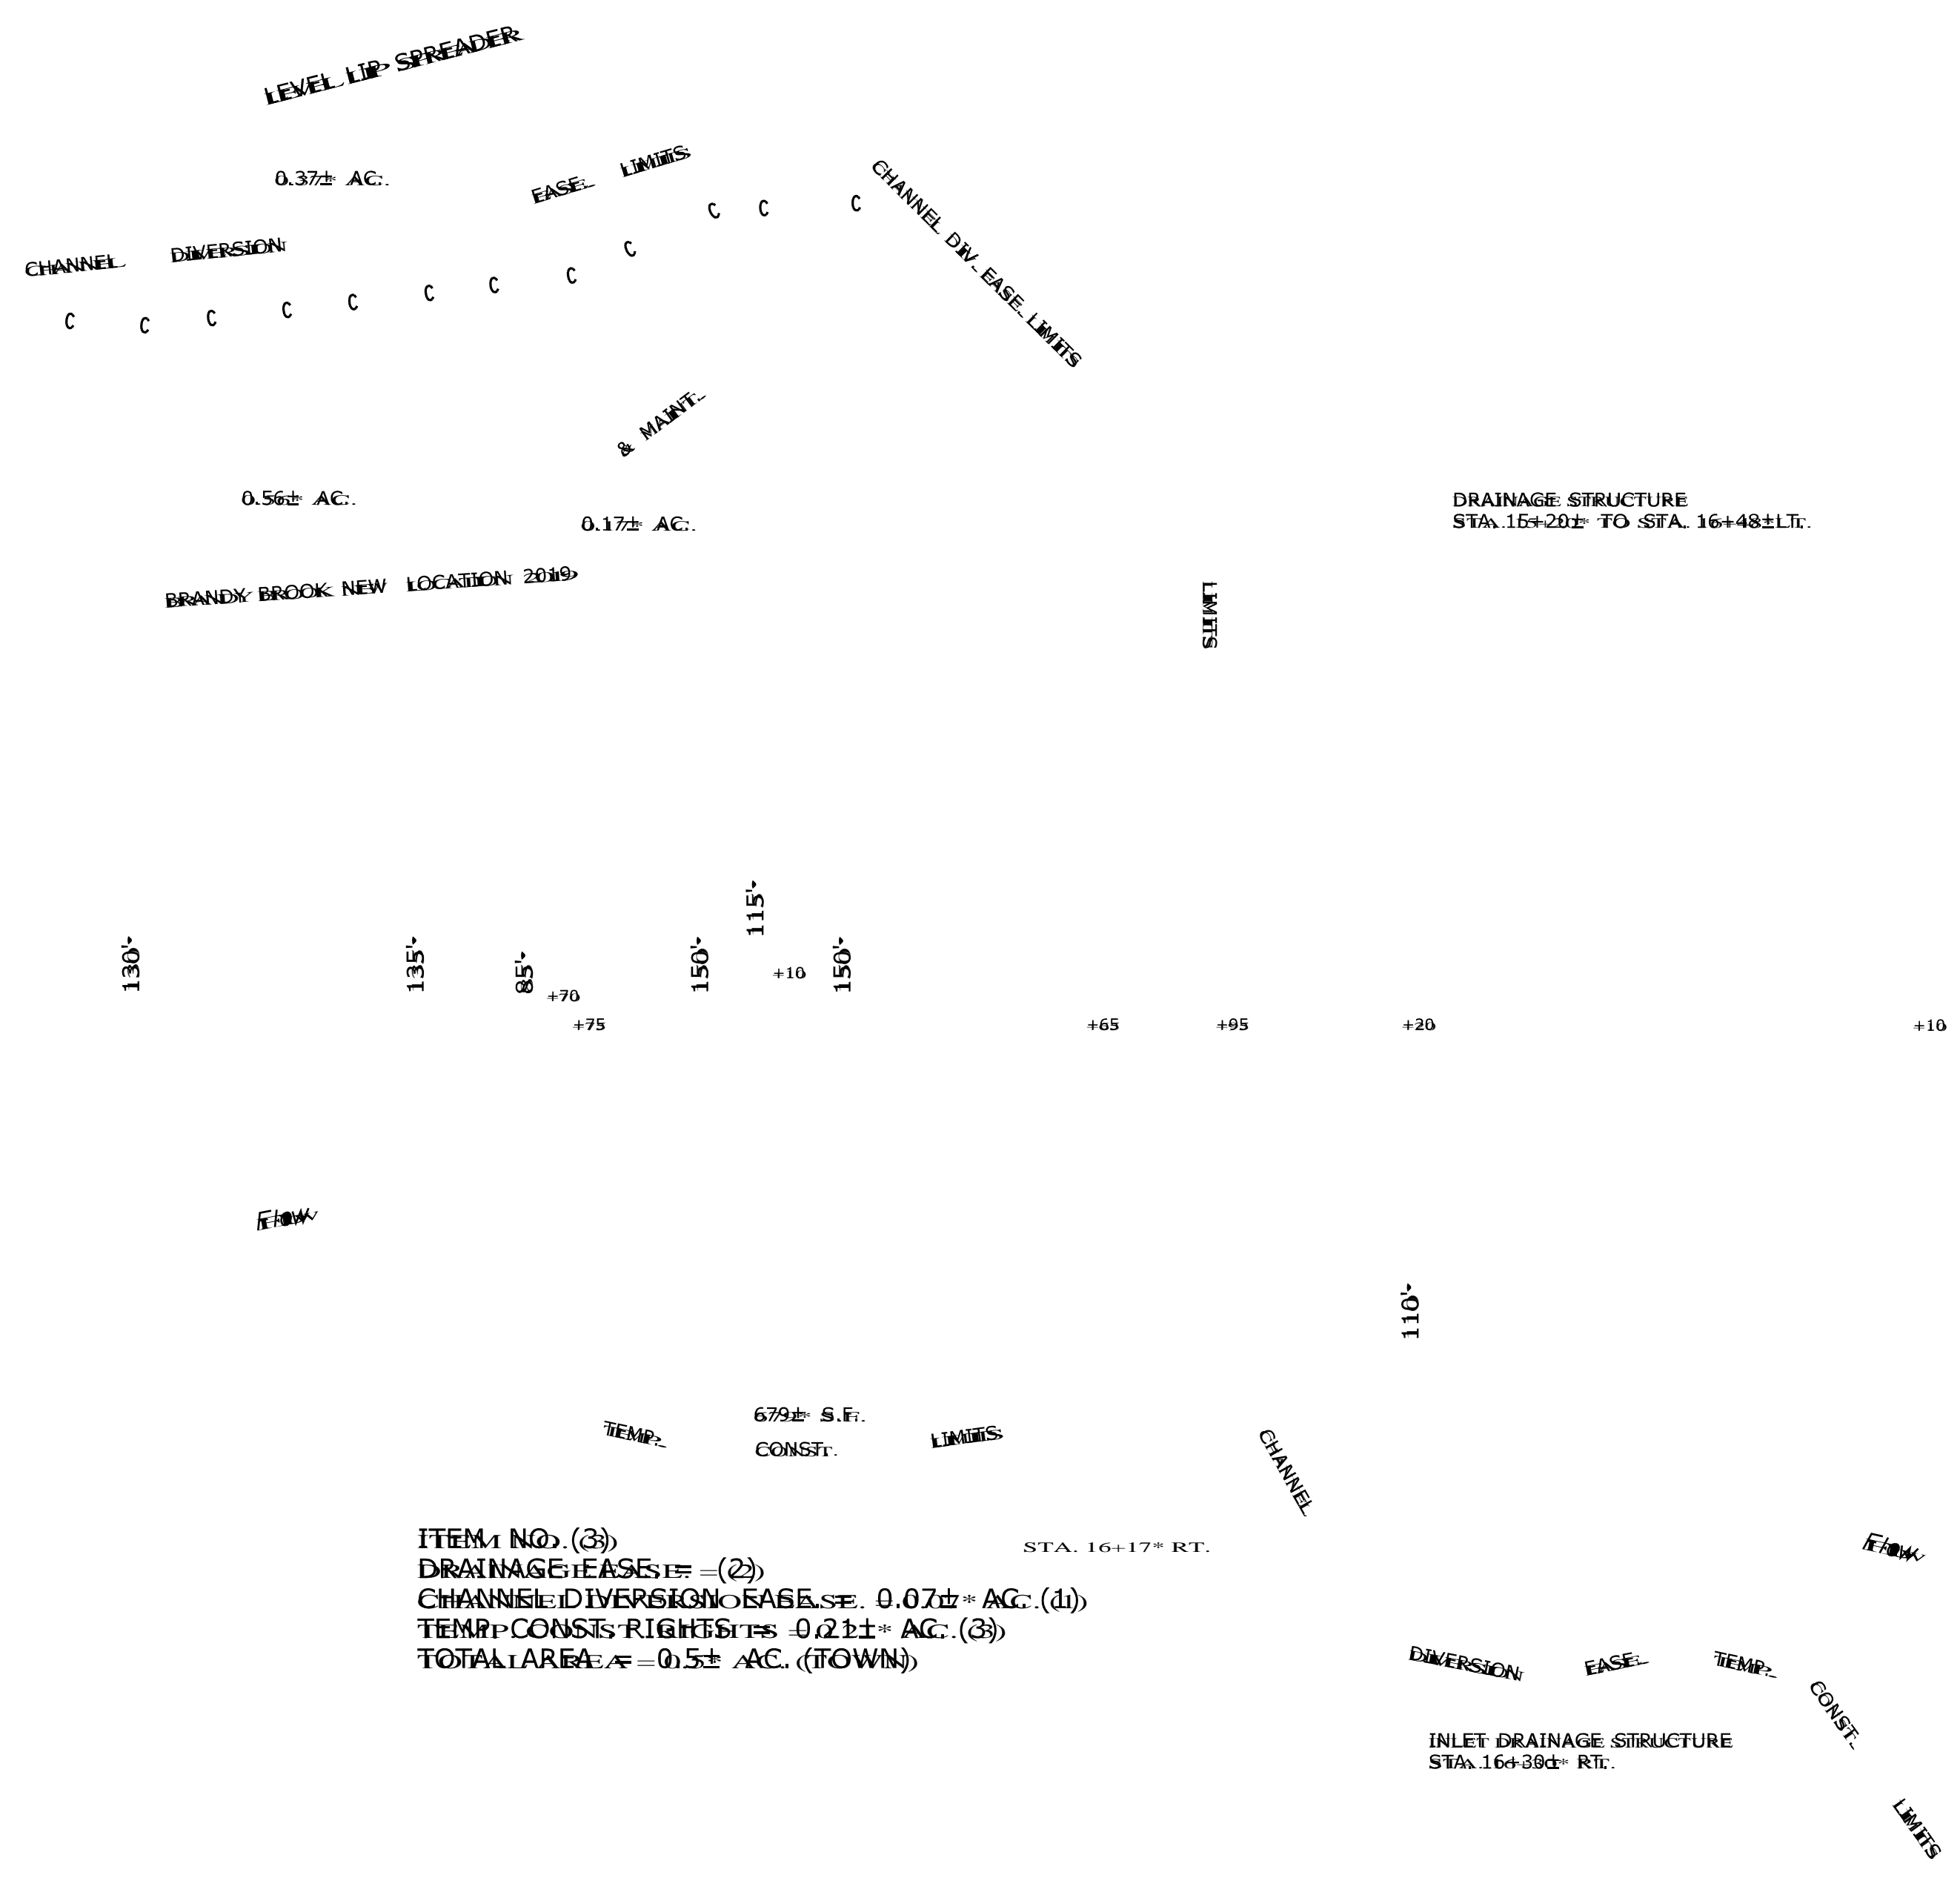 LEVEL LIP SPREADER
LIMITS
0.37± AC.
EASE.
CHANNEL DIV. EASE. LIMITS
C C C
CHANNEL DIVERSION
C
C C C C C C C C
& MAINT.
0.56± AC.
0.17± AC.
DRAINAGE STRUCTURE
STA. 15+20± TO STA. 16+48± LT.
BRANDY BROOK NEW LOCATION 2019
LIMITS
115'
130'
135'
85'
150'
150'
+10
+70
+75
+65
+95
+20
+10
Flow
110'
679± S.F.
TEMP.
CONST.
LIMITS
CHANNEL
ITEM NO. (3)
DRAINAGE EASE. = (2)
CHANNEL DIVERSION EASE. = 0.07± AC. (1)
TEMP. CONST. RIGHTS = 0.21± AC. (3)
TOTAL AREA = 0.5± AC. (TOWN)
STA. 16+17* RT.
Flow
DIVERSION
EASE.
TEMP.
CONST.
INLET DRAINAGE STRUCTURE
STA. 16+30± RT.
LIMITS